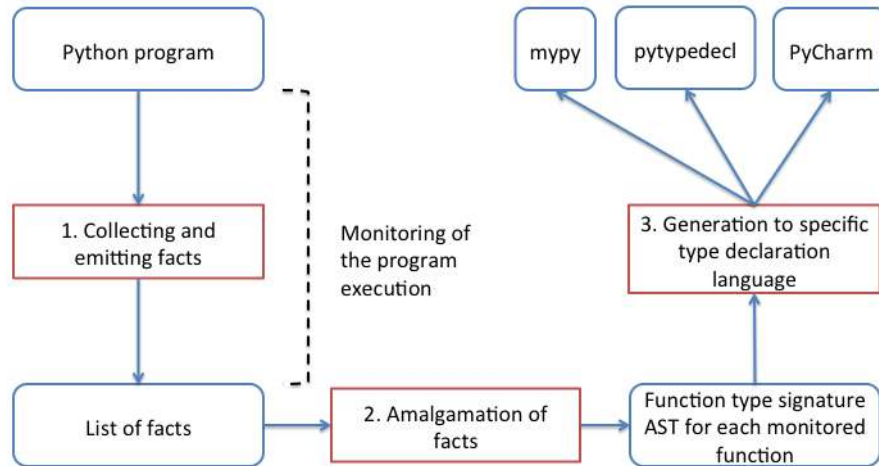 Python program
mypy
pytypedecl
PyCharm
1. Collecting and
emitting facts
Monitoring of
the program
execution
3. Generation to specific
type declaration
language
List of facts
2. Amalgamation of
facts
Function type signature
AST for each monitored
function